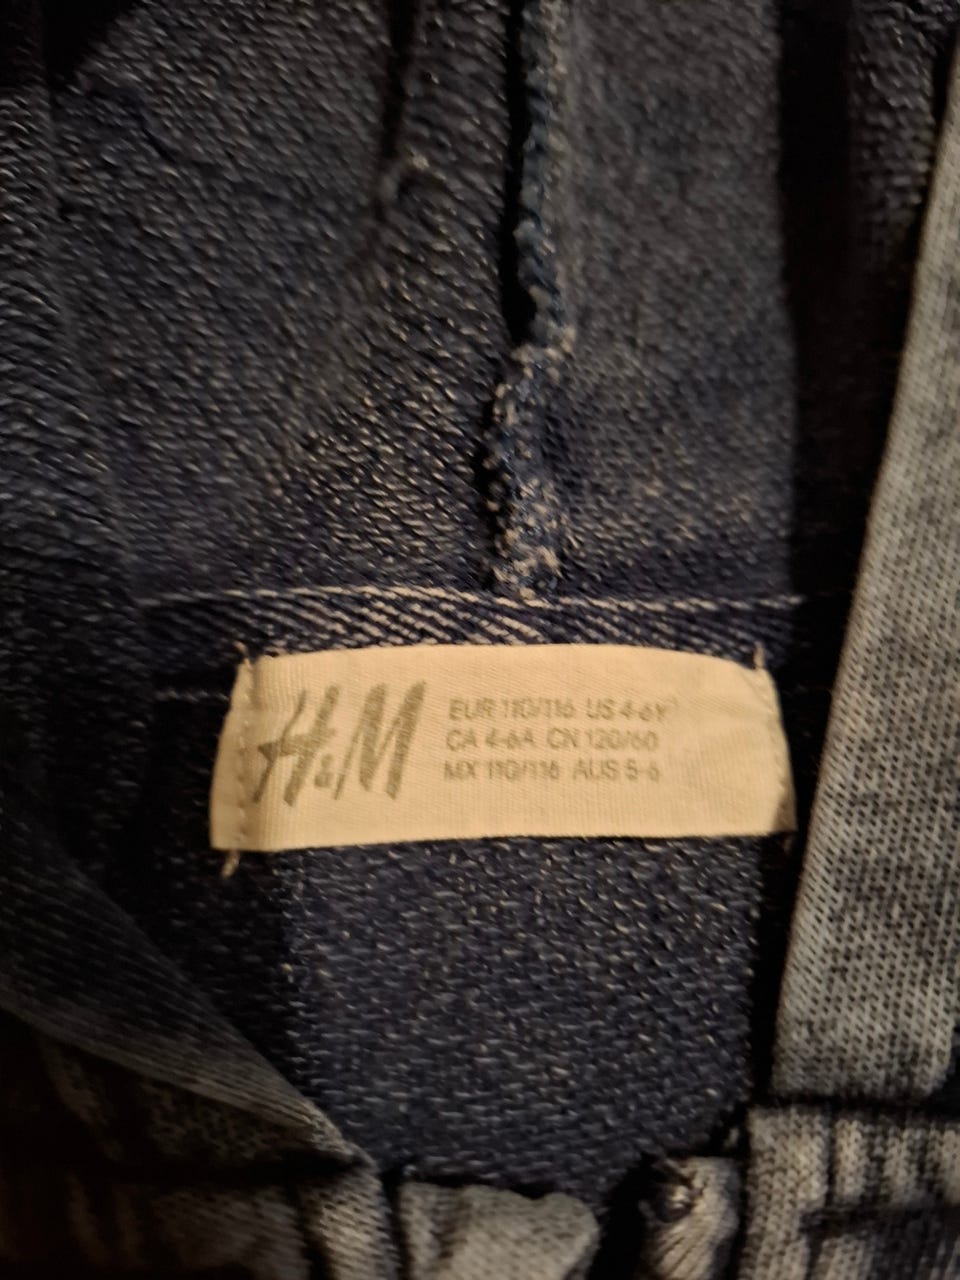 H&M
EUR 110/116 US 4-6Y
CA 4-6A CN 120/60
MX 110/116 AUS 5-6